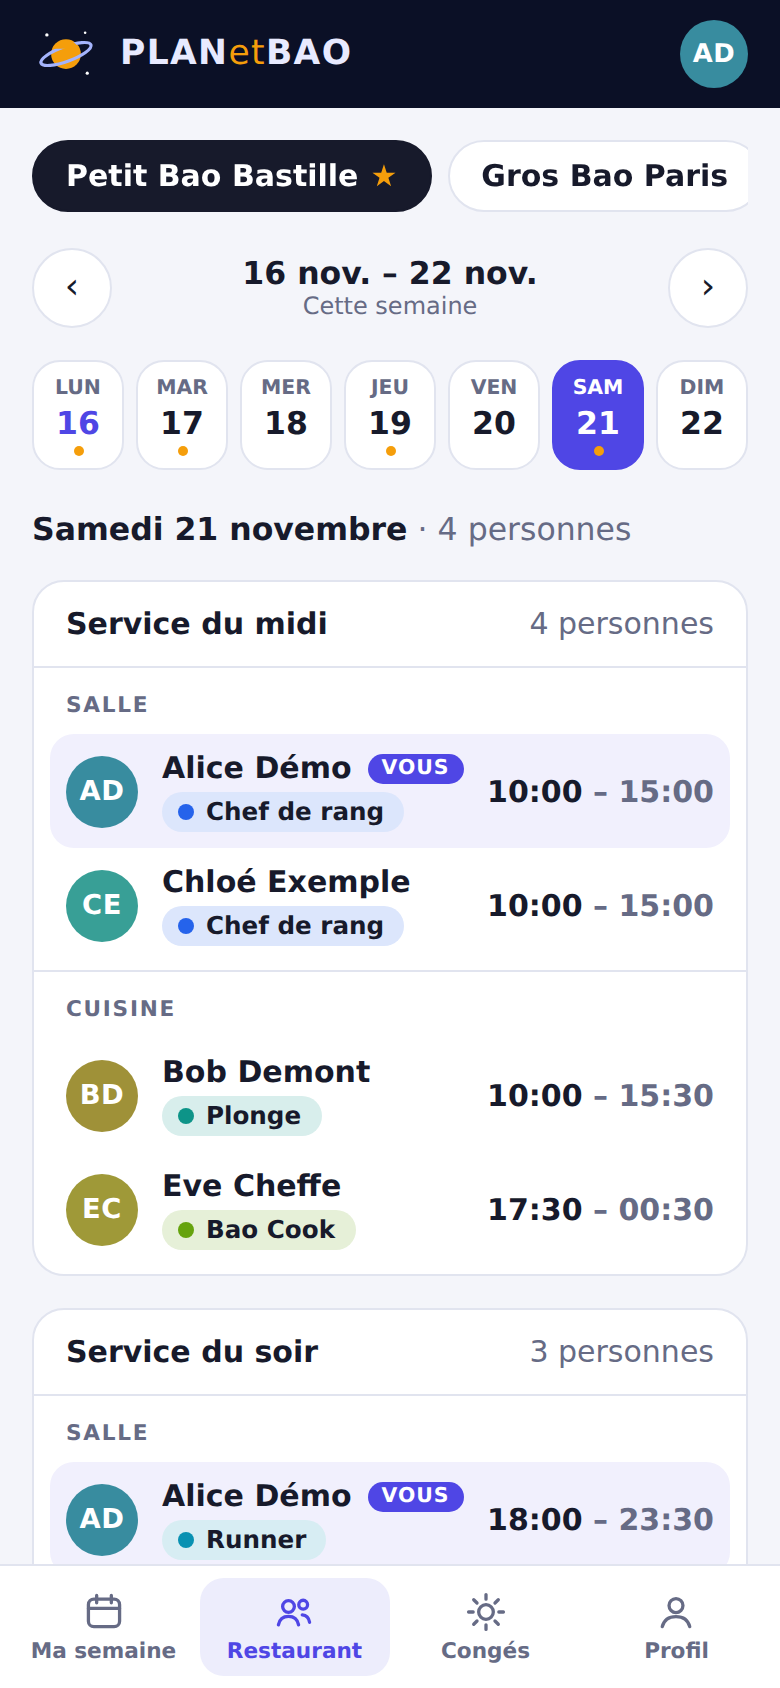 PLANetBAO
AD
Petit Bao Bastille ★
Gros Bao Paris
‹
16 nov. – 22 nov.
Cette semaine
›
LUN MAR MER JEU VEN SAM DIM
16 17 18 19 20 21 22
Samedi 21 novembre · 4 personnes
Service du midi 4 personnes
SALLE
AD Alice Démo VOUS 10:00 – 15:00
Chef de rang
CE Chloé Exemple 10:00 – 15:00
Chef de rang
CUISINE
BD Bob Demont 10:00 – 15:30
Plonge
EC Eve Cheffe 17:30 – 00:30
Bao Cook
Service du soir 3 personnes
SALLE
AD Alice Démo VOUS 18:00 – 23:30
Runner
Ma semaine Restaurant Congés Profil